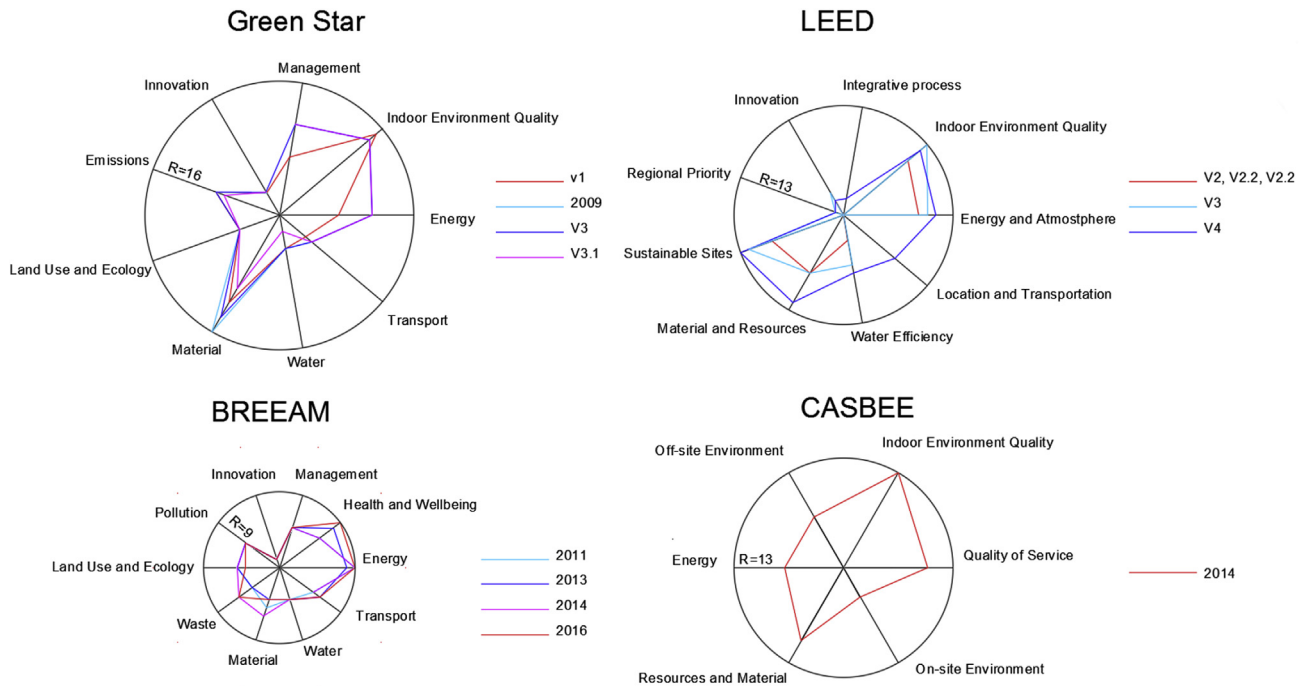 Green Star
LEED
Management
Innovation
Indoor Environment Quality
Emissions
R=16
Energy
Land Use and Ecology
Transport
Material
Water
v1
2009
V3
V3.1
Integrative process
Innovation
Indoor Environment Quality
Regional Priority
R=13
Energy and Atmostphere
Sustainable Sites
Location and Transportation
Material and Resources
Water Efficiency
V2, V2.2, V2.2
V3
V4
BREEAM
CASBEE
Innovation
Management
Pollution
Health and Wellbeing
R=9
Energy
Land Use and Ecology
Waste
Transport
Material
Water
2011
2013
2014
2016
Off-site Environment
Indoor Environment Quality
Energy
R=13
Quality of Service
Resources and Material
On-site Environment
2014